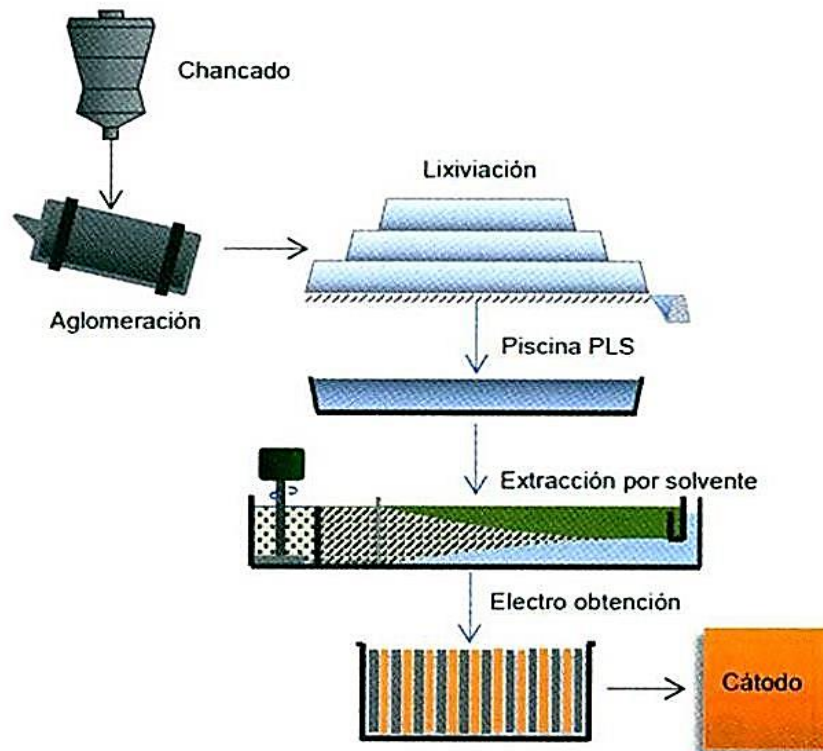 Chancado
Lixiviación
Aglomeración
Piscina PLS
Extracción por solvente
Electro obtención
Cátodo